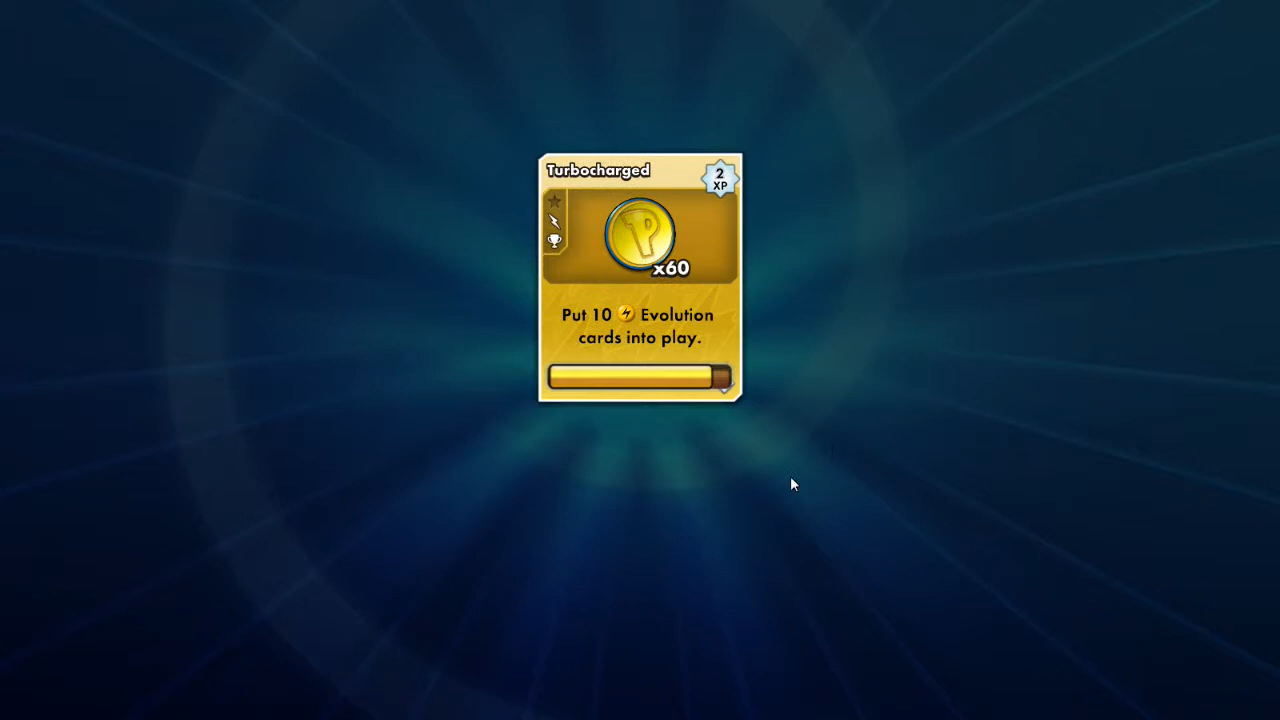 Turbocharged
2
XP
x60
Put 10 Evolution
cards into play.